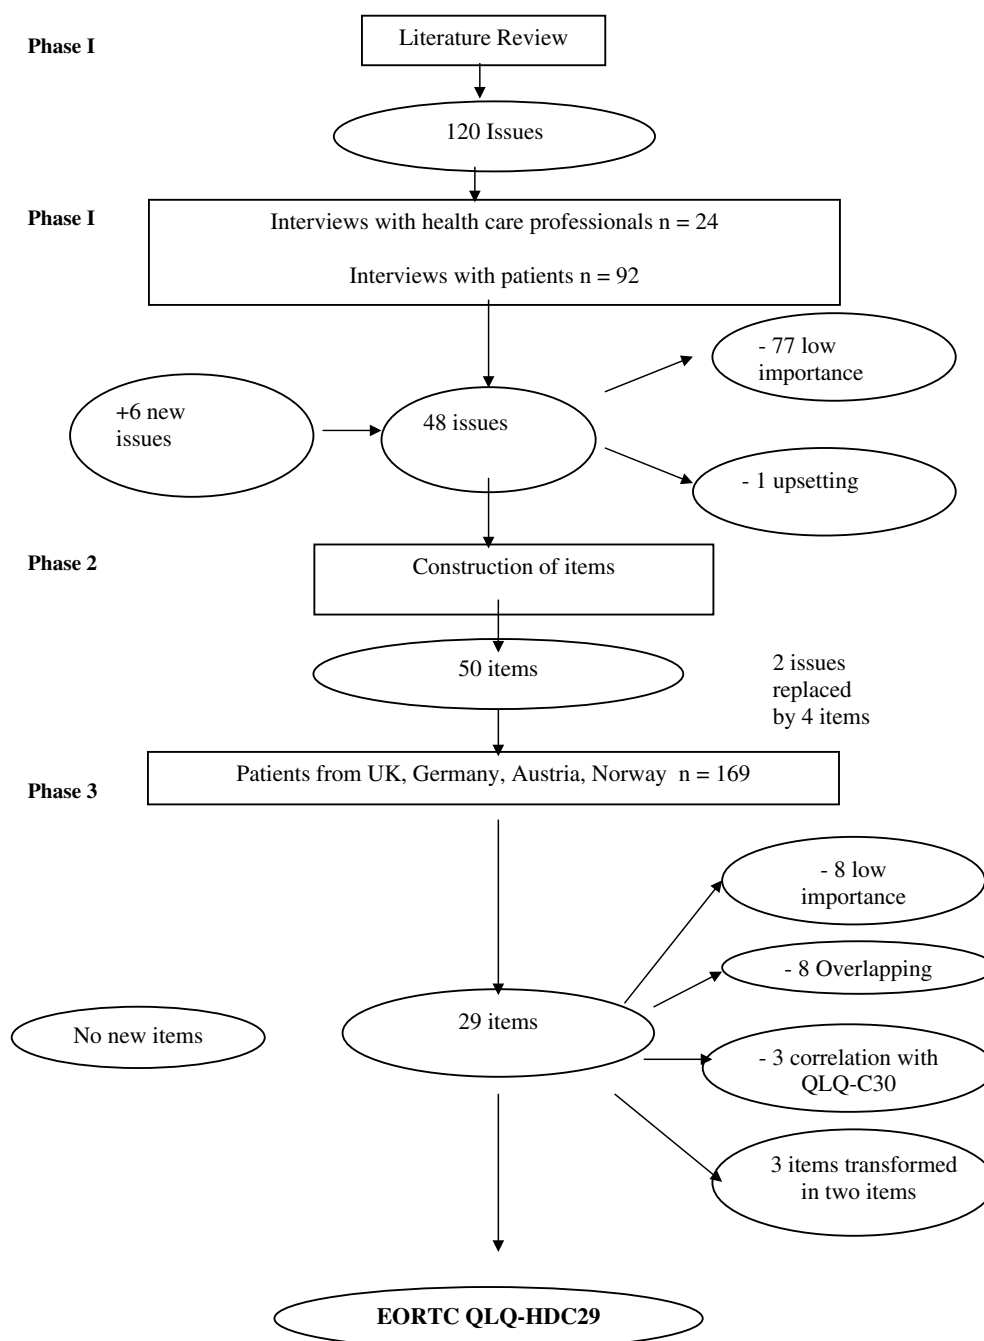 Phase I
Literature Review
120 Issues
Phase I
Interviews with health care professionals n = 24
Interviews with patients n = 92
- 77 low
importance
+6 new
issues
48 issues
- 1 upsetting
Phase 2
Construction of items
50 items
2 issues
replaced
by 4 items
Phase 3
Patients from UK, Germany, Austria, Norway n = 169
- 8 low
importance
- 8 Overlapping
No new items
29 items
- 3 correlation with
QLQ-C30
3 items transformed
in two items
EORTC QLQ-HDC29